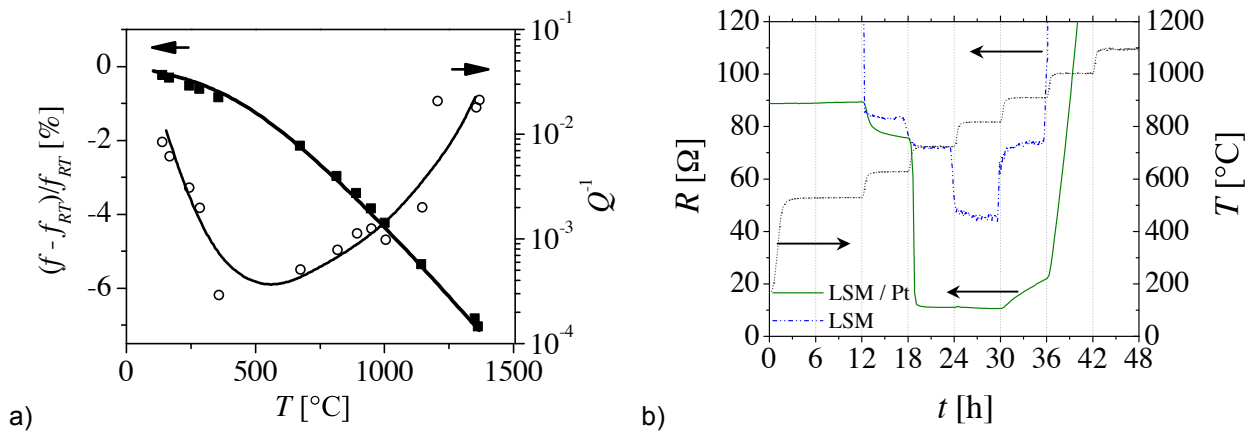 10⁻¹
10⁻²
10⁻³
10⁻⁴
Q⁻¹
0
-2
-4
-6
(f - f_RT)/f_RT [%]
0
500
1000
1500
T [°C]
a)
120
100
80
60
40
20
0
R [Ω]
1200
1000
800
600
400
200
0
T [°C]
LSM / Pt
LSM
0 6 12 18 24 30 36 42 48
t [h]
b)